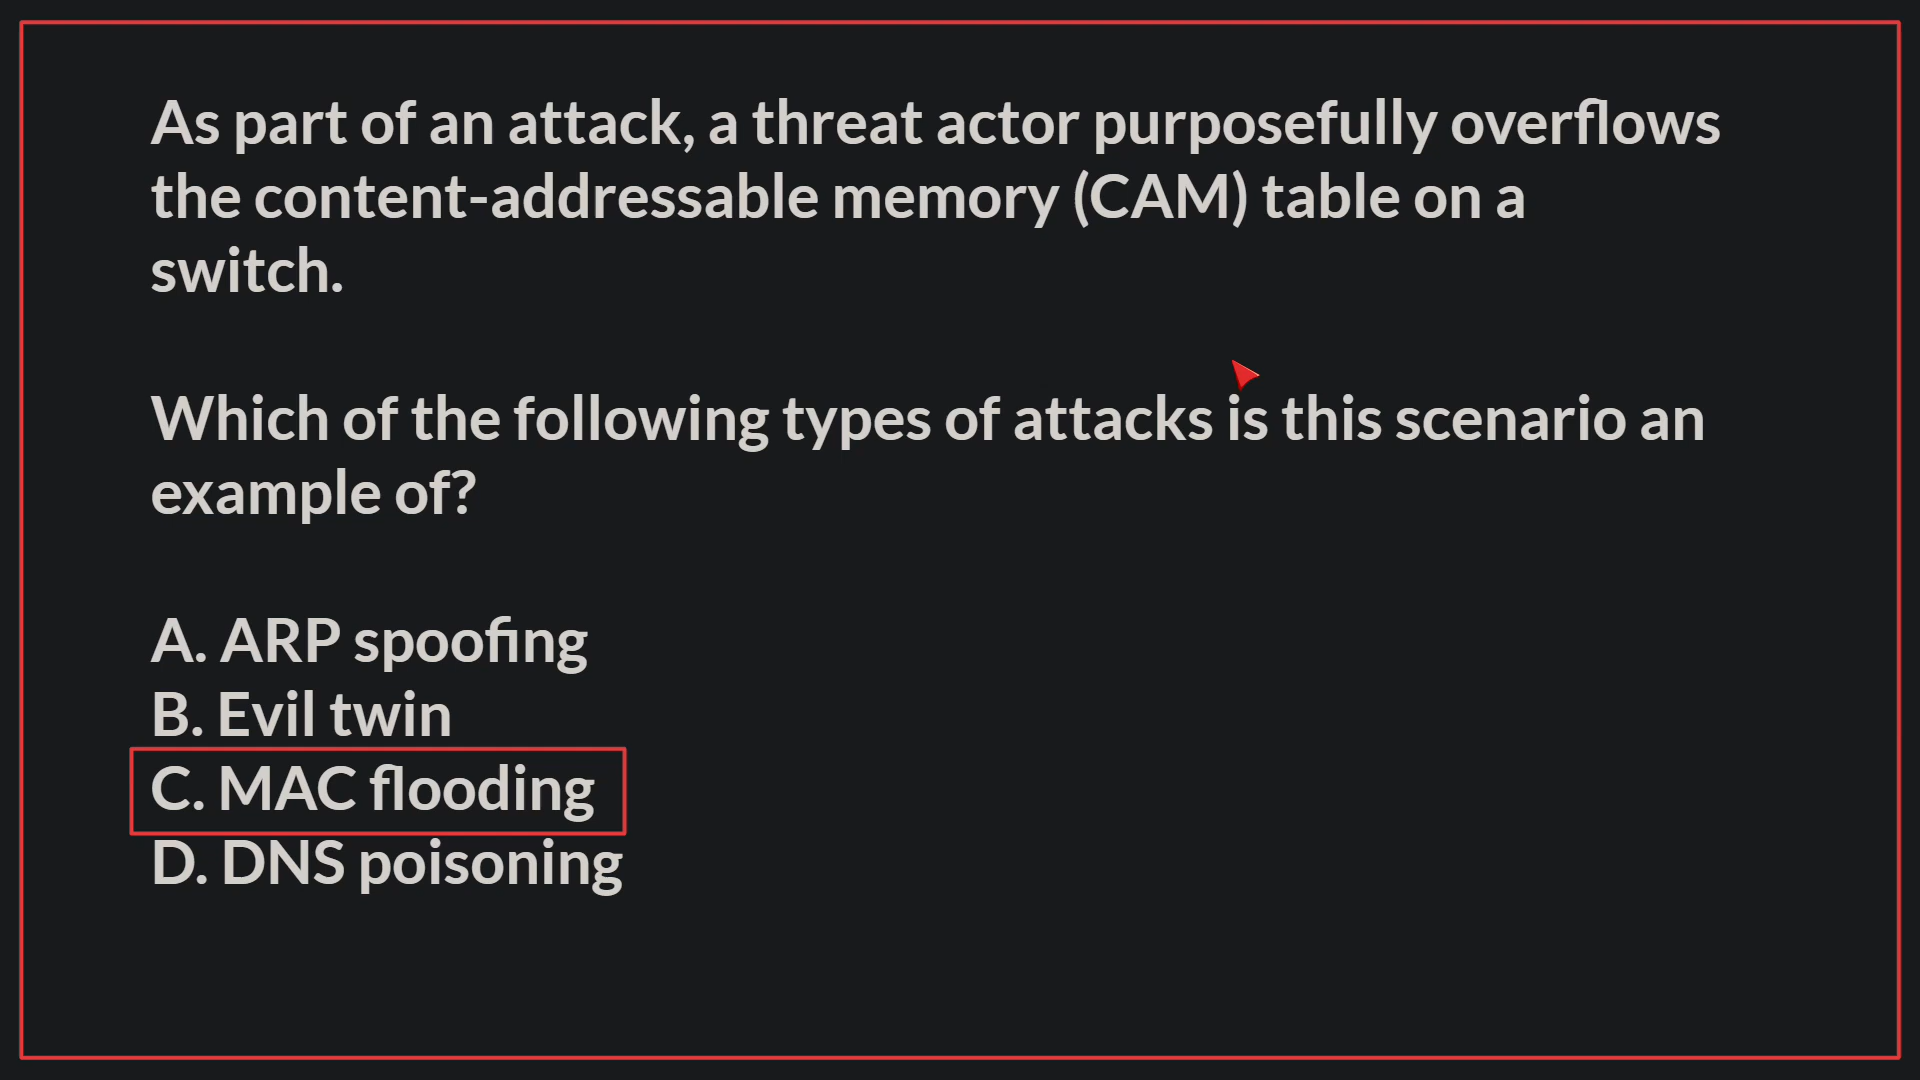 As part of an attack, a threat actor purposefully overflows
the content-addressable memory (CAM) table on a
switch.
Which of the following types of attacks is this scenario an
example of?
A. ARP spoofing
B. Evil twin
C. MAC flooding
D. DNS poisoning